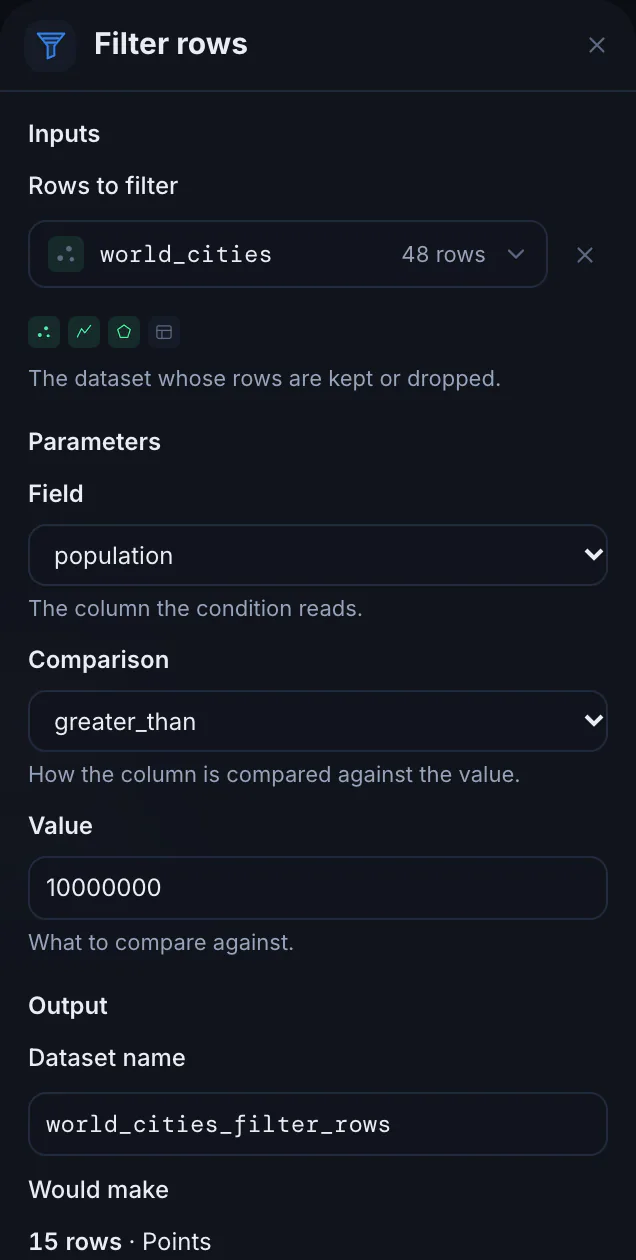 Filter rows
Inputs
Rows to filter
world_cities 48 rows
The dataset whose rows are kept or dropped.
Parameters
Field
population
The column the condition reads.
Comparison
greater_than
How the column is compared against the value.
Value
10000000
What to compare against.
Output
Dataset name
world_cities_filter_rows
Would make
15 rows · Points